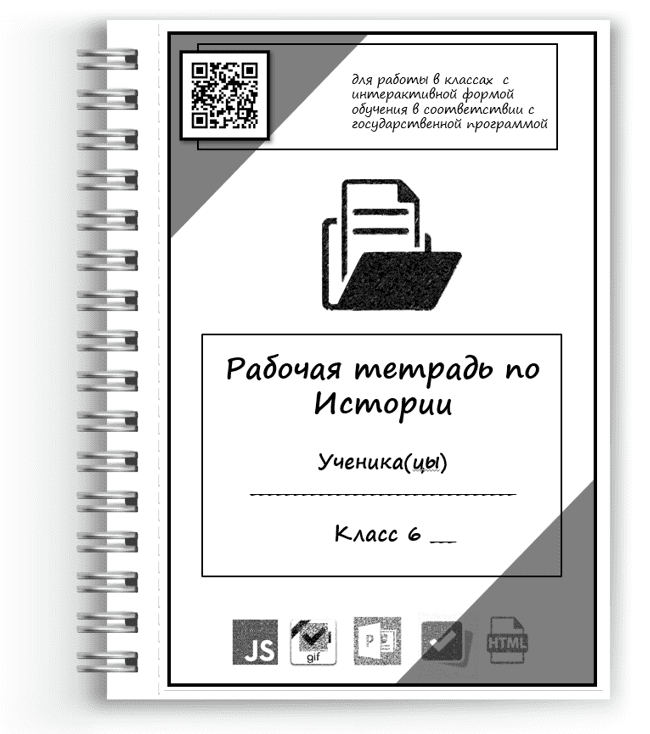 для работы в классах с
интерактивной формой
обучения в соответствии с
государственной программой
Рабочая тетрадь по
Истории
Ученика(цы)
Класс 6 __
JS
gif
P
HTML